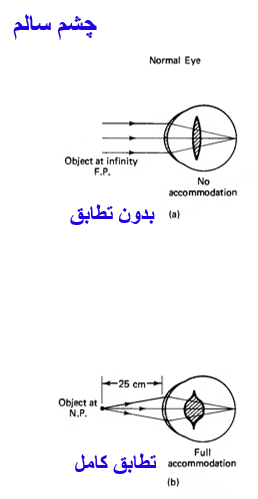 چشم سالم
Normal Eye
Object at infinity
F.P.
No
accommodation
بدون تطابق
(a)
25 cm
Object at
N.P.
Full
accommodation
تطابق کامل
(b)